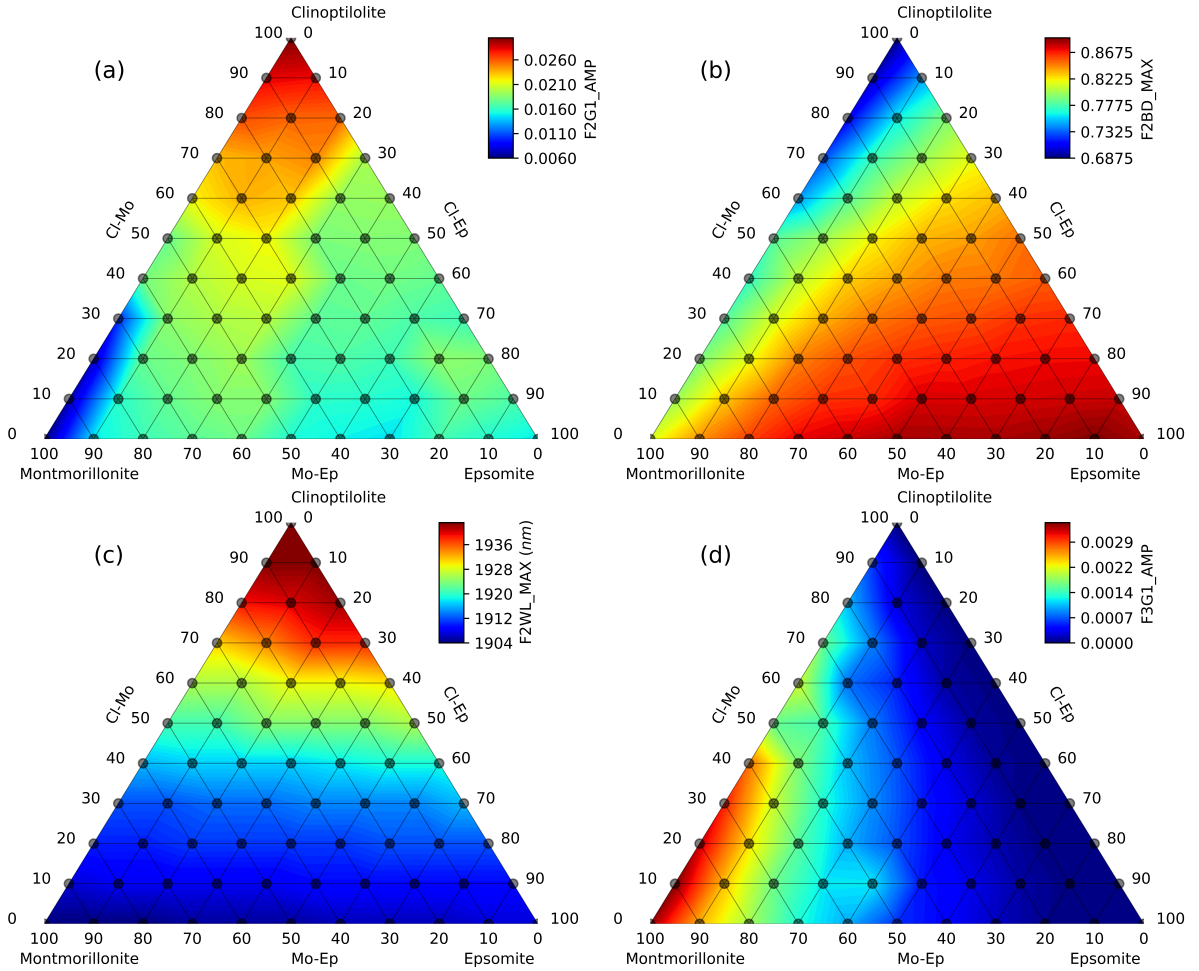 Clinoptilolite
100 0
(a)
90 10
80 20
70 30
60 40
Cl-Mo
Cl-Ep
50 50
40 60
30 70
20 80
10 90
0 100
100 90 80 70 60 50 40 30 20 10 0
Montmorillonite Mo-Ep Epsomite
0.0260
0.0210
0.0160
0.0110
0.0060
F2G1_AMP
Clinoptilolite
100 0
(b)
90 10
80 20
70 30
60 40
Cl-Mo
Cl-Ep
50 50
40 60
30 70
20 80
10 90
0 100
100 90 80 70 60 50 40 30 20 10 0
Montmorillonite Mo-Ep Epsomite
0.8675
0.8225
0.7775
0.7325
0.6875
F2BD_MAX
Clinoptilolite
100 0
(c)
90 10
80 20
70 30
60 40
Cl-Mo
Cl-Ep
50 50
40 60
30 70
20 80
10 90
0 100
100 90 80 70 60 50 40 30 20 10 0
Montmorillonite Mo-Ep Epsomite
1936
1928
1920
1912
1904
F2WL_MAX (nm)
Clinoptilolite
100 0
(d)
90 10
80 20
70 30
60 40
Cl-Mo
Cl-Ep
50 50
40 60
30 70
20 80
10 90
0 100
100 90 80 70 60 50 40 30 20 10 0
Montmorillonite Mo-Ep Epsomite
0.0029
0.0022
0.0014
0.0007
0.0000
F3G1_AMP